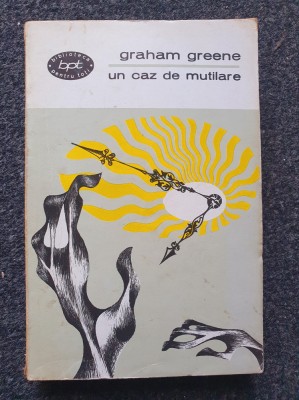 biblioteca
bpt
pentru toți
graham greene
un caz de mutilare